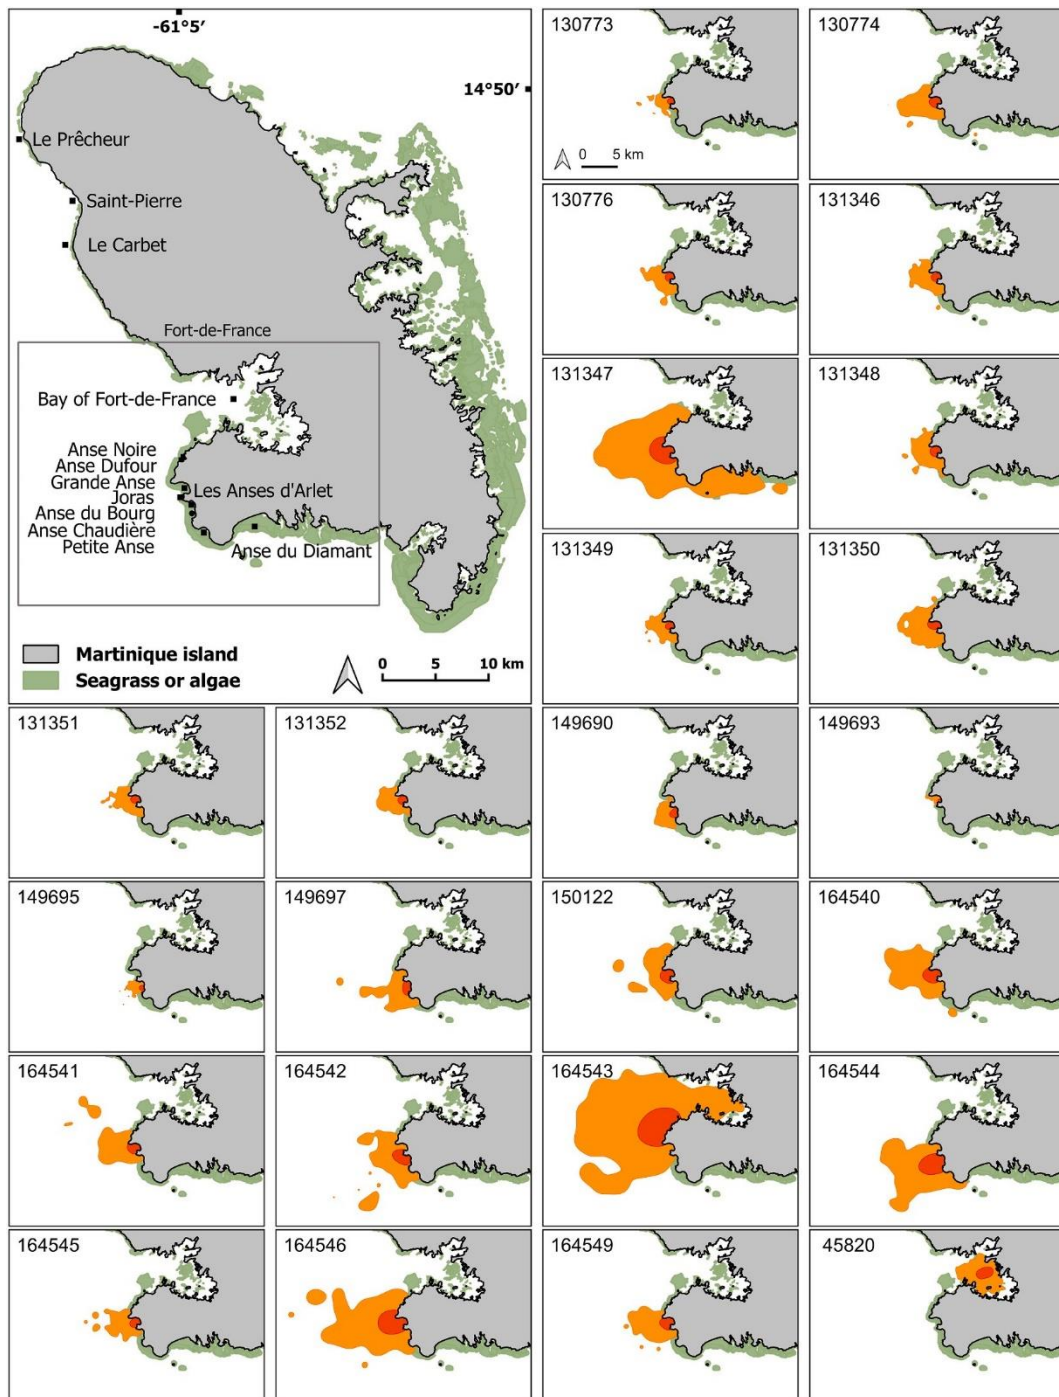 -61°5'
14°50'
Le Prêcheur
Saint-Pierre
Le Carbet
Fort-de-France
Bay of Fort-de-France
Anse Noire
Anse Dufour
Grande Anse
Joras
Les Anses d'Arlet
Anse du Bourg
Anse Chaudière
Petite Anse
Anse du Diamant
Martinique island
Seagrass or algae
0 5 10 km
130773
0 5 km
130774
130776
131346
131347
131348
131349
131350
131351
131352
149690
149693
149695
149697
150122
164540
164541
164542
164543
164544
164545
164546
164549
45820